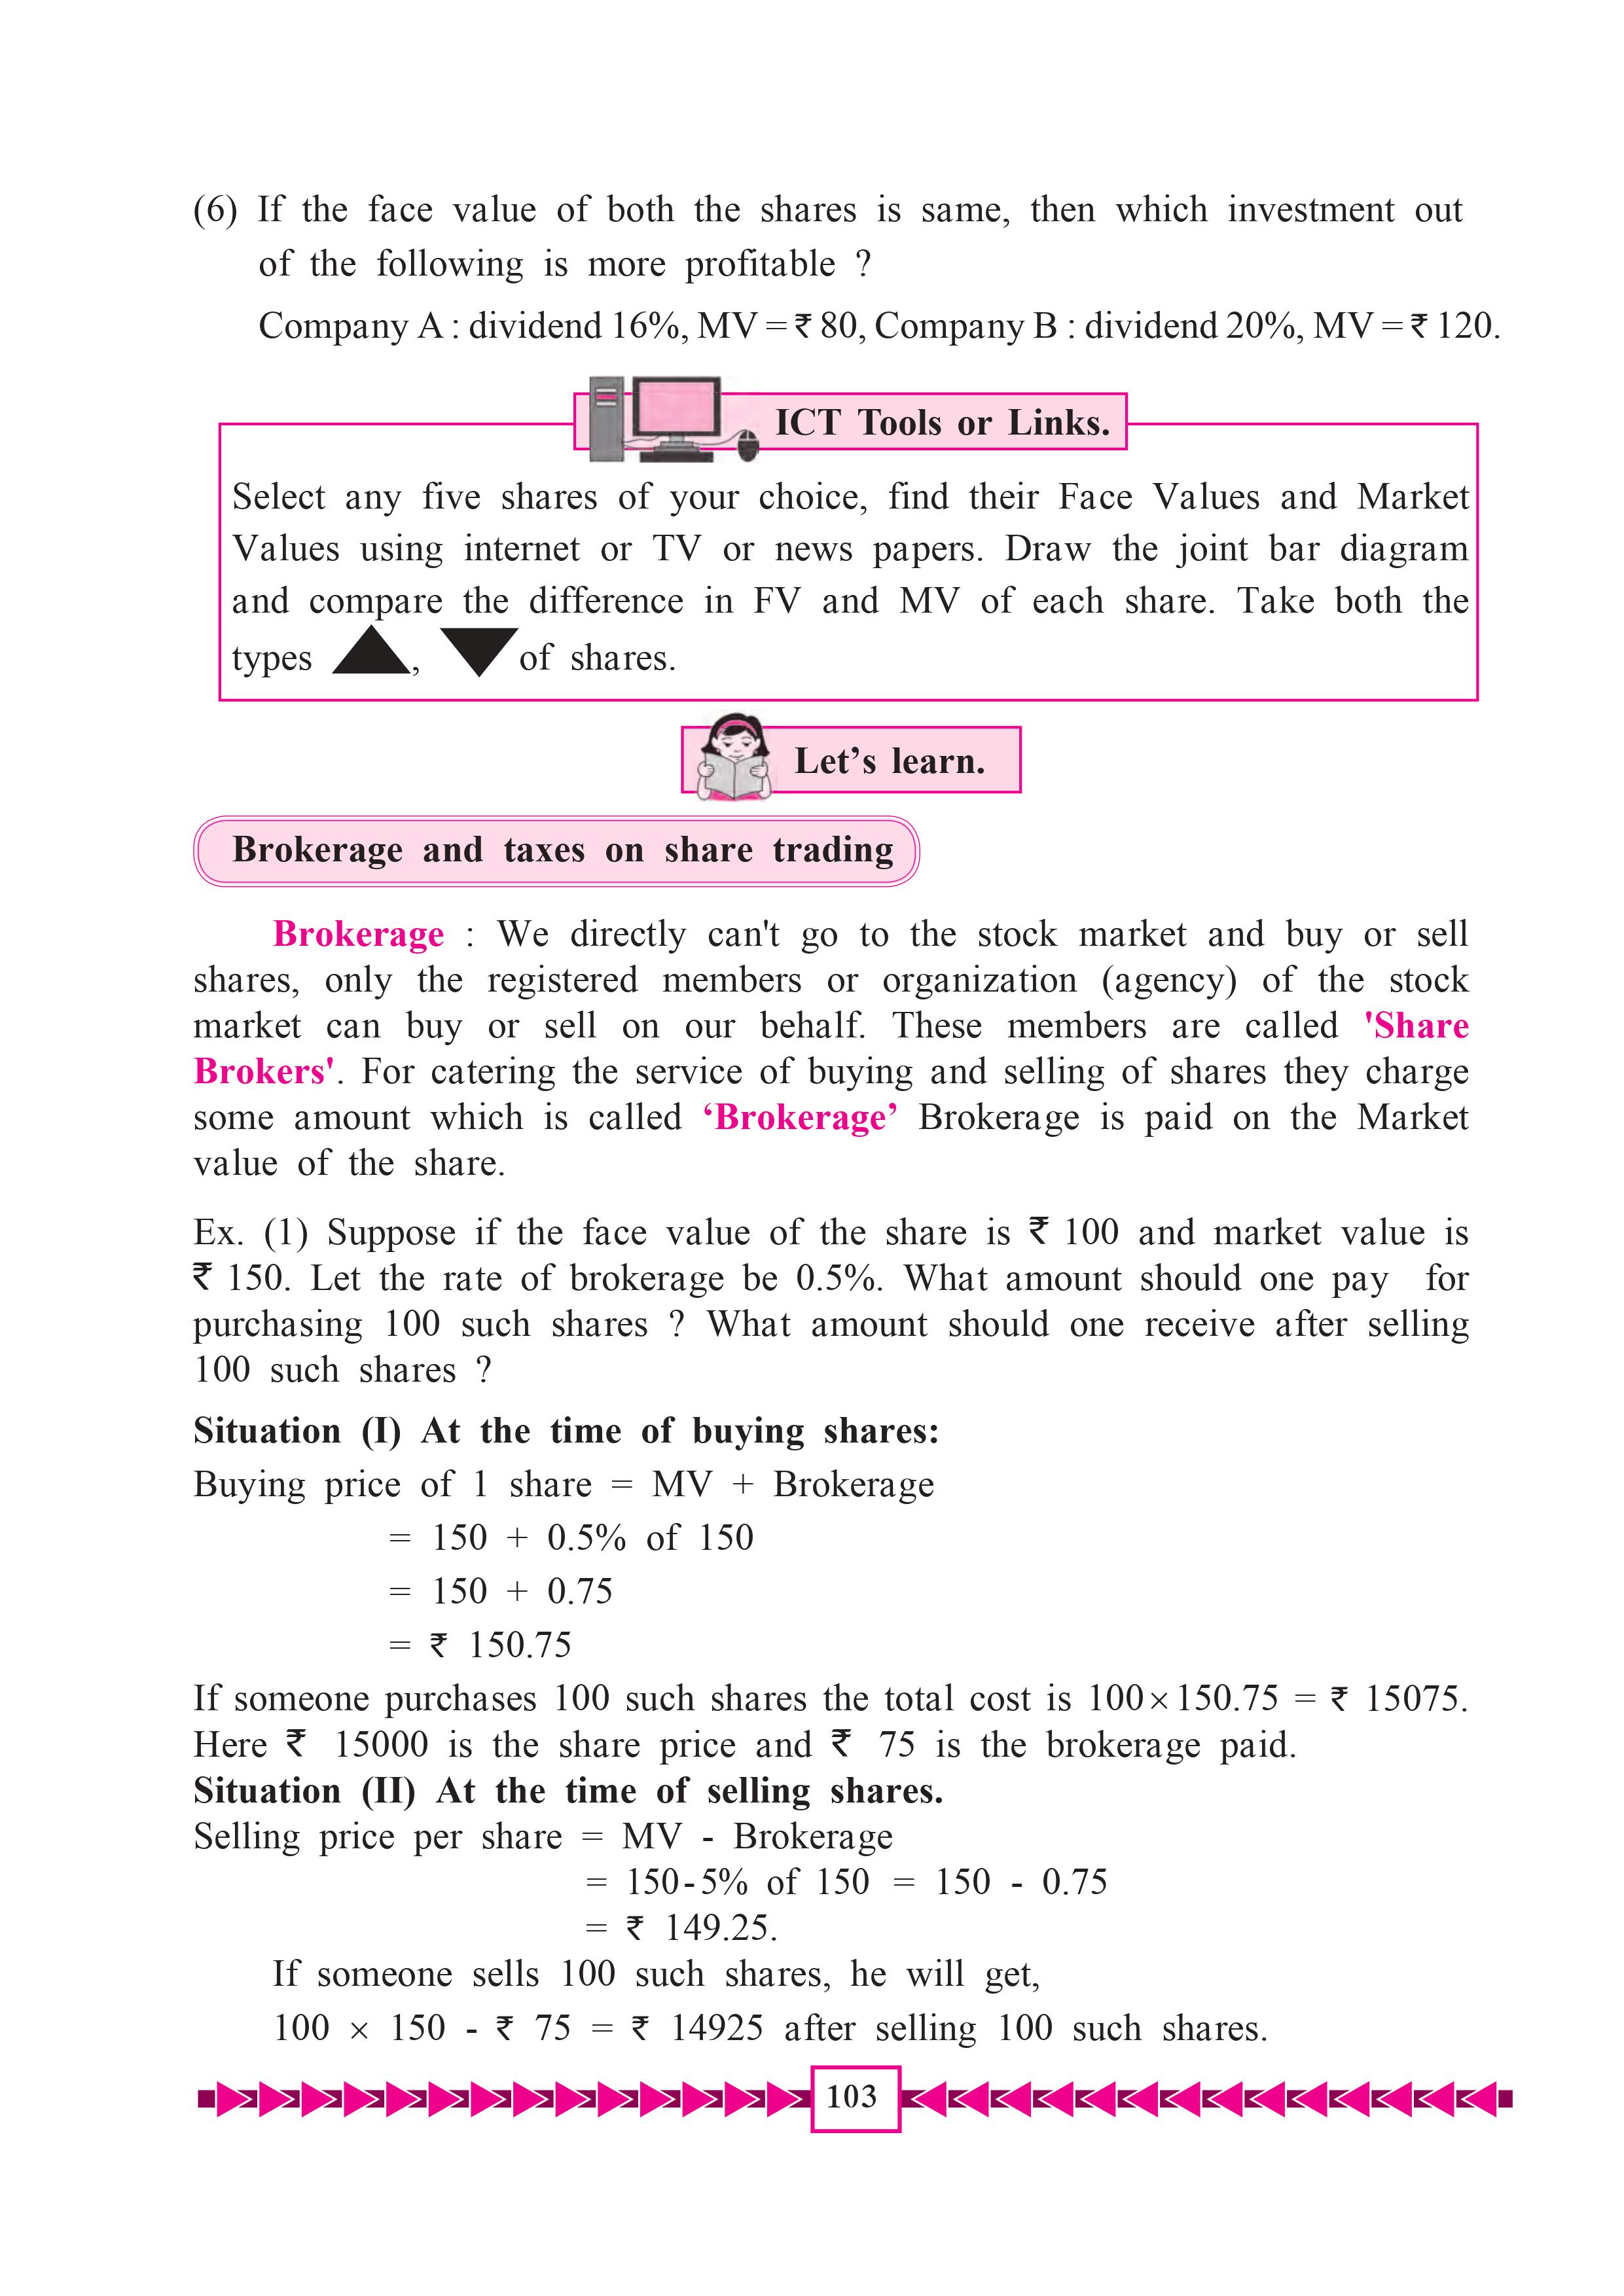 (6) If the face value of both the shares is same, then which investment out
of the following is more profitable ?
Company A : dividend 16%, MV = ₹ 80, Company B : dividend 20%, MV = ₹ 120.
ICT Tools or Links.
Select any five shares of your choice, find their Face Values and Market
Values using internet or TV or news papers. Draw the joint bar diagram
and compare the difference in FV and MV of each share. Take both the
types ▲, ▼ of shares.
Let’s learn.
Brokerage and taxes on share trading
Brokerage : We directly can't go to the stock market and buy or sell
shares, only the registered members or organization (agency) of the stock
market can buy or sell on our behalf. These members are called 'Share
Brokers'. For catering the service of buying and selling of shares they charge
some amount which is called ‘Brokerage’ Brokerage is paid on the Market
value of the share.
Ex. (1) Suppose if the face value of the share is ₹ 100 and market value is
₹ 150. Let the rate of brokerage be 0.5%. What amount should one pay for
purchasing 100 such shares ? What amount should one receive after selling
100 such shares ?
Situation (I) At the time of buying shares:
Buying price of 1 share = MV + Brokerage
= 150 + 0.5% of 150
= 150 + 0.75
= ₹ 150.75
If someone purchases 100 such shares the total cost is 100×150.75 = ₹ 15075.
Here ₹ 15000 is the share price and ₹ 75 is the brokerage paid.
Situation (II) At the time of selling shares.
Selling price per share = MV - Brokerage
= 150-5% of 150 = 150 - 0.75
= ₹ 149.25.
If someone sells 100 such shares, he will get,
100 × 150 - ₹ 75 = ₹ 14925 after selling 100 such shares.
103